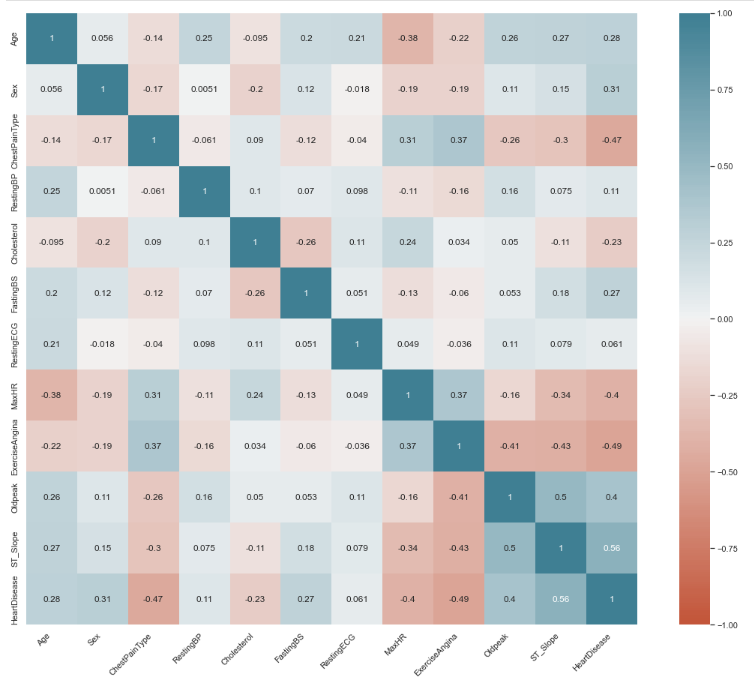 Age 1 0.056 -0.14 0.25 -0.095 0.2 0.21 -0.38 -0.22 0.26 0.27 0.28
Sex 0.056 1 -0.17 0.0051 -0.2 0.12 -0.018 -0.19 -0.19 0.11 0.15 0.31
ChestPainType -0.14 -0.17 1 -0.061 0.09 -0.12 -0.04 0.31 0.37 -0.26 -0.3 -0.47
RestingBP 0.25 0.0051 -0.061 1 0.1 0.07 0.098 -0.11 -0.16 0.16 0.075 0.11
Cholesterol -0.095 -0.2 0.09 0.1 1 -0.26 0.11 0.24 0.034 0.05 -0.11 -0.23
FastingBS 0.2 0.12 -0.12 0.07 -0.26 1 0.051 -0.13 -0.06 0.053 0.18 0.27
RestingECG 0.21 -0.018 -0.04 0.098 0.11 0.051 1 0.049 -0.036 0.11 0.079 0.061
MaxHR -0.38 -0.19 0.31 -0.11 0.24 -0.13 0.049 1 0.37 -0.16 -0.34 -0.4
ExerciseAngina -0.22 -0.19 0.37 -0.16 0.034 -0.06 -0.036 0.37 1 -0.41 -0.43 -0.49
Oldpeak 0.26 0.11 -0.26 0.16 0.05 0.053 0.11 -0.16 -0.41 1 0.5 0.4
ST_Slope 0.27 0.15 -0.3 0.075 -0.11 0.18 0.079 -0.34 -0.43 0.5 1 0.56
HeartDisease 0.28 0.31 -0.47 0.11 -0.23 0.27 0.061 -0.4 -0.49 0.4 0.56 1
Age Sex ChestPainType RestingBP Cholesterol FastingBS RestingECG MaxHR ExerciseAngina Oldpeak ST_Slope HeartDisease
1.00
0.75
0.50
0.25
0.00
−0.25
−0.50
−0.75
−1.00